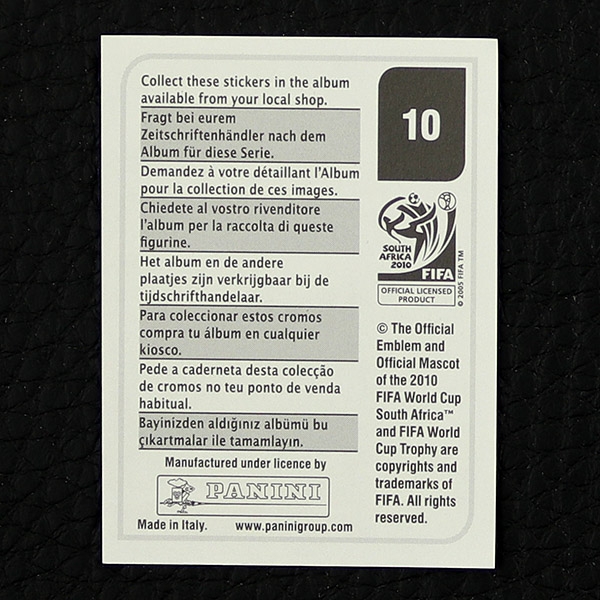 Collect these stickers in the album
available from your local shop.
Fragt bei eurem
Zeitschriftenhändler nach dem
Album für diese Serie.
Demandez à votre détaillant l'Album
pour la collection de ces images.
Chiedete al vostro rivenditore
l'album per la raccolta di queste
figurine.
Het album en de andere
plaatjes zijn verkrijgbaar bij de
tijdschrifthandelaar.
Para coleccionar estos cromos
compra tu álbum en cualquier
kiosco.
Pede a caderneta desta colecção
de cromos no teu ponto de venda
habitual.
Bayinizden aldığınız albümü bu
çıkartmalar ile tamamlayın.
Manufactured under licence by
PANINI
Made in Italy. www.paninigroup.com
10
SOUTH
AFRICA
2010
FIFA
OFFICIAL LICENSED
PRODUCT
© 2005 FIFA TM
© The Official
Emblem and
Official Mascot
of the 2010
FIFA World Cup
South Africa™
and FIFA World
Cup Trophy are
copyrights and
trademarks of
FIFA. All rights
reserved.